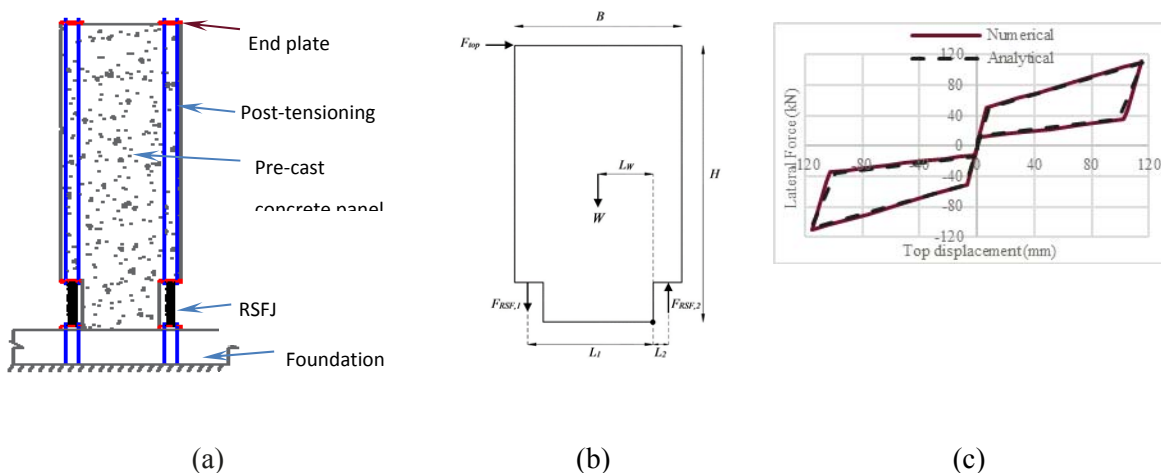 End plate
Post-tensioning
Pre-cast
concrete panel
RSFJ
Foundation
(a)
B
F_top
L_W
W
H
F_RSF,1
F_RSF,2
L_1
L_2
(b)
Numerical
Analytical
Lateral Force (kN)
120
80
40
0
-40
-80
-120
120 -80 -40 0 40 80 120
Top displacement (mm)
(c)